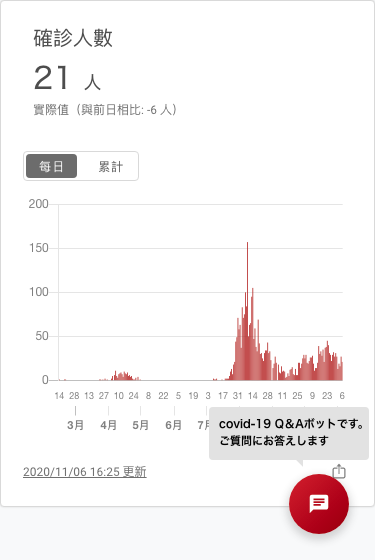 確診人數
21 人
實際值（與前日相比: -6 人）
每日 累計
200
150
100
50
0
14 28 13 27 10 24 8 22 5 19 3 17 31 14 28 11 25 9 23 6
3月 4月 5月 6月 7
covid-19 Q&Aボットです。
ご質問にお答えします
2020/11/06 16:25 更新